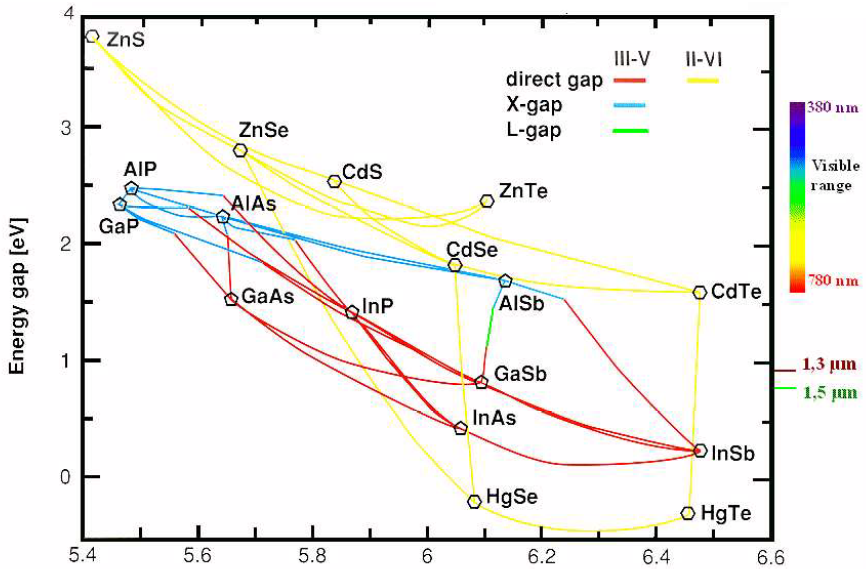 4
ZnS
III-V II-VI
direct gap
X-gap
L-gap
380 nm
3
ZnSe
CdS
Visible
range
AlP
ZnTe
AlAs
GaP
2
CdSe
780 nm
CdTe
AlSb
GaAs
InP
Energy gap [eV]
1,3 µm
1
GaSb
1,5 µm
InAs
InSb
0
HgSe
HgTe
5.4 5.6 5.8 6 6.2 6.4 6.6